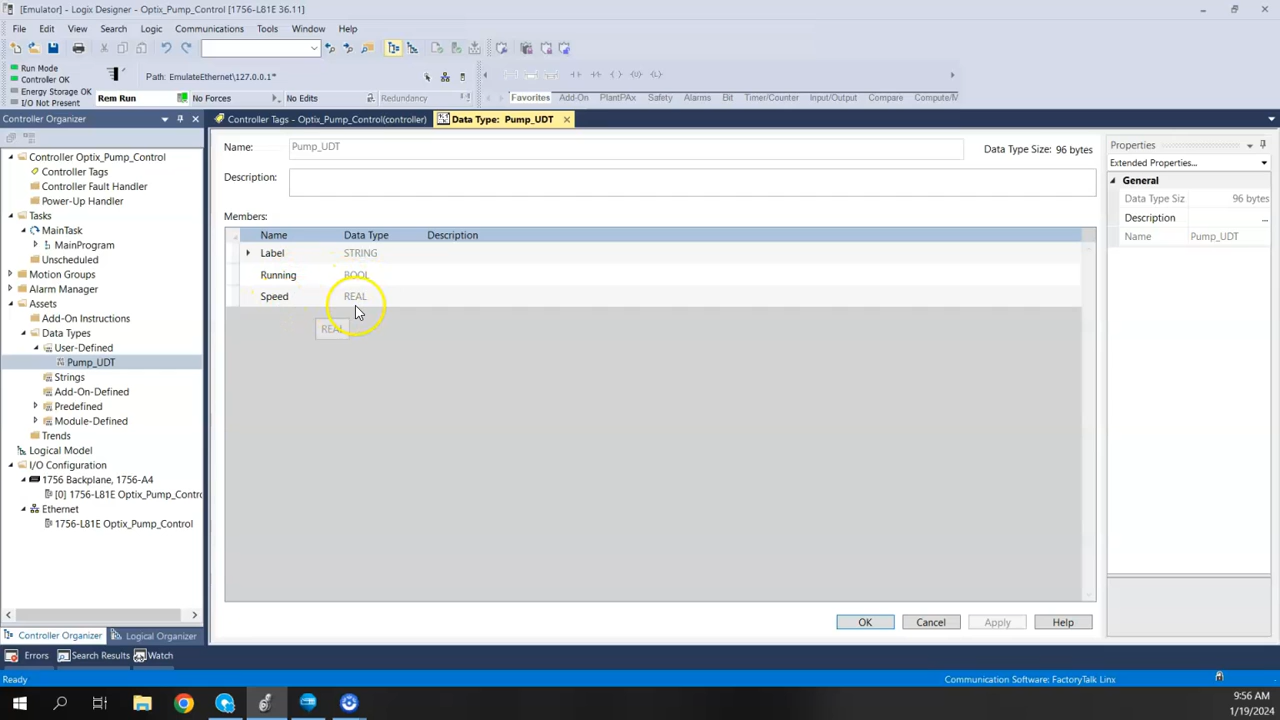 [Emulator] - Logix Designer - Optix_Pump_Control [1756-L81E 36.11]
File Edit View Search Logic Communications Tools Window Help
Run Mode
Controller OK
Energy Storage OK
I/O Not Present
Path: EmulateEthernet\127.0.0.1*
Rem Run No Forces No Edits Redundancy
Favorites Add-On PlantPAx Safety Alarms Bit Timer/Counter Input/Output Compare Compute/M
Controller Organizer
Controller Optix_Pump_Control
Controller Tags
Controller Fault Handler
Power-Up Handler
Tasks
MainTask
MainProgram
Unscheduled
Motion Groups
Alarm Manager
Assets
Add-On Instructions
Data Types
User-Defined
Pump_UDT
Strings
Add-On-Defined
Predefined
Module-Defined
Trends
Logical Model
I/O Configuration
1756 Backplane, 1756-A4
[0] 1756-L81E Optix_Pump_Contro
Ethernet
1756-L81E Optix_Pump_Control
Controller Organizer Logical Organizer
Controller Tags - Optix_Pump_Control(controller) Data Type: Pump_UDT
Name: Pump_UDT Data Type Size: 96 bytes
Description:
Members:
Name Data Type Description
Label STRING
Running BOOL
Speed REAL
REAL
OK Cancel Apply Help
Properties
Extended Properties...
General
Data Type Siz 96 bytes
Description ...
Name Pump_UDT
Errors Search Results Watch
Ready Communication Software: FactoryTalk Linx
9:56 AM
1/19/2024